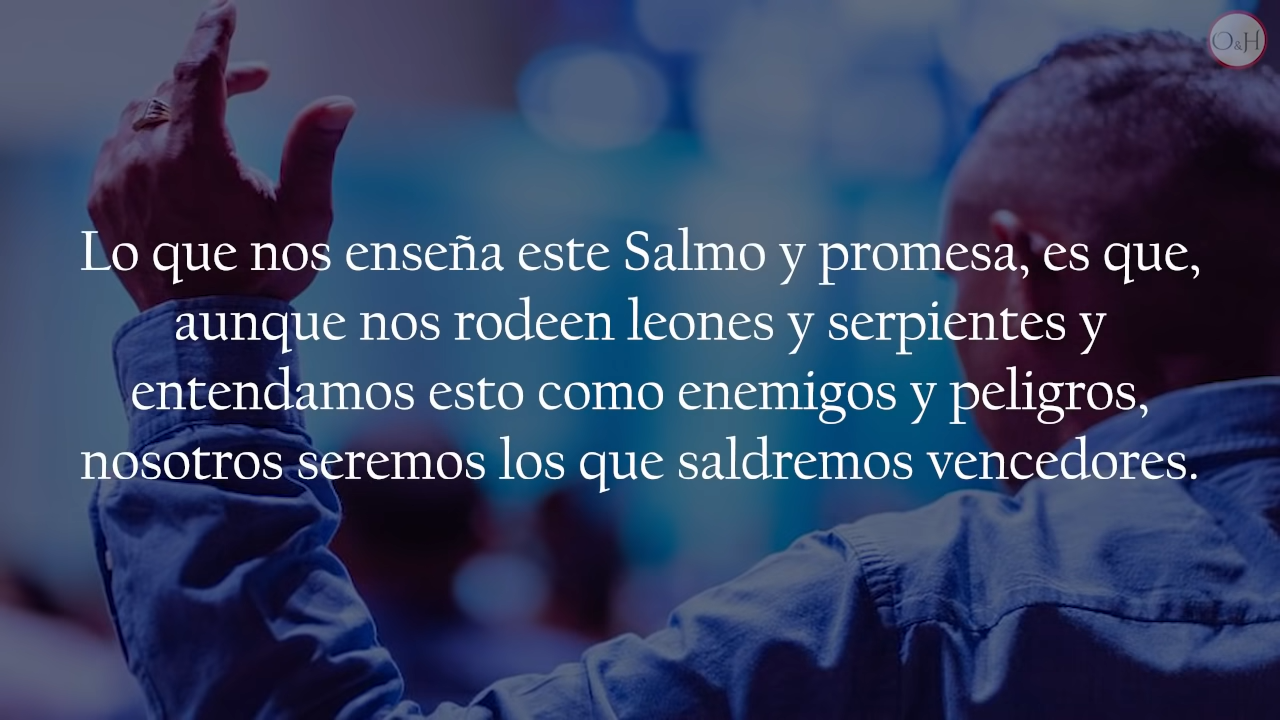 O&H
Lo que nos enseña este Salmo y promesa, es que,
aunque nos rodeen leones y serpientes y
entendamos esto como enemigos y peligros,
nosotros seremos los que saldremos vencedores.